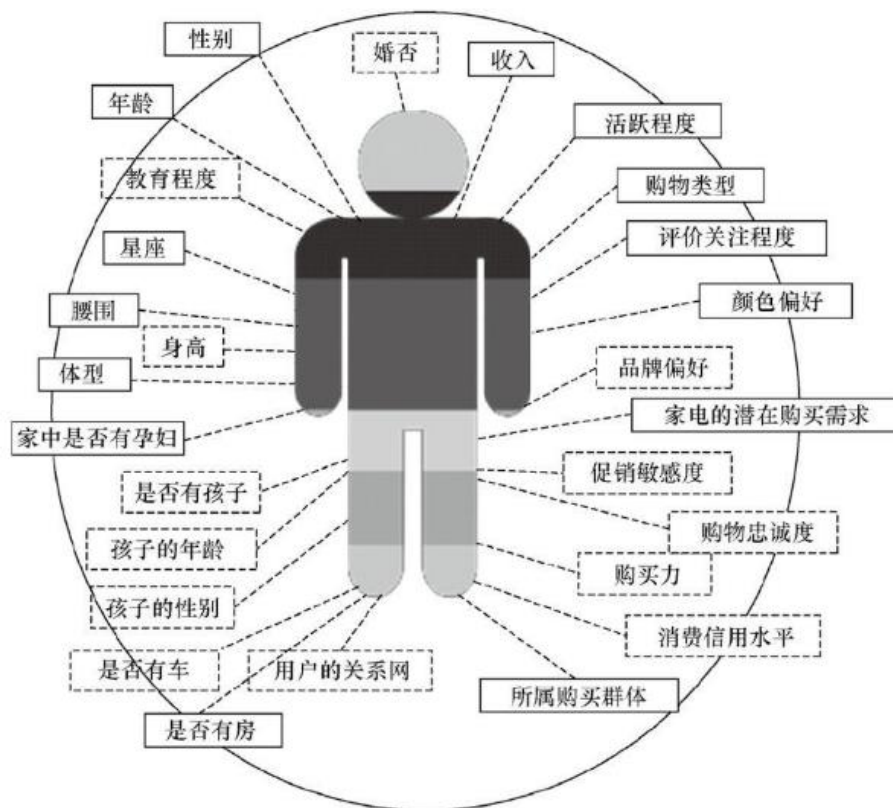 性别
婚否
收入
年龄
活跃程度
教育程度
购物类型
星座
评价关注程度
腰围
颜色偏好
身高
体型
品牌偏好
家中是否有孕妇
家电的潜在购买需求
是否有孩子
促销敏感度
孩子的年龄
购物忠诚度
孩子的性别
购买力
是否有车
用户的关系网
消费信用水平
所属购买群体
是否有房